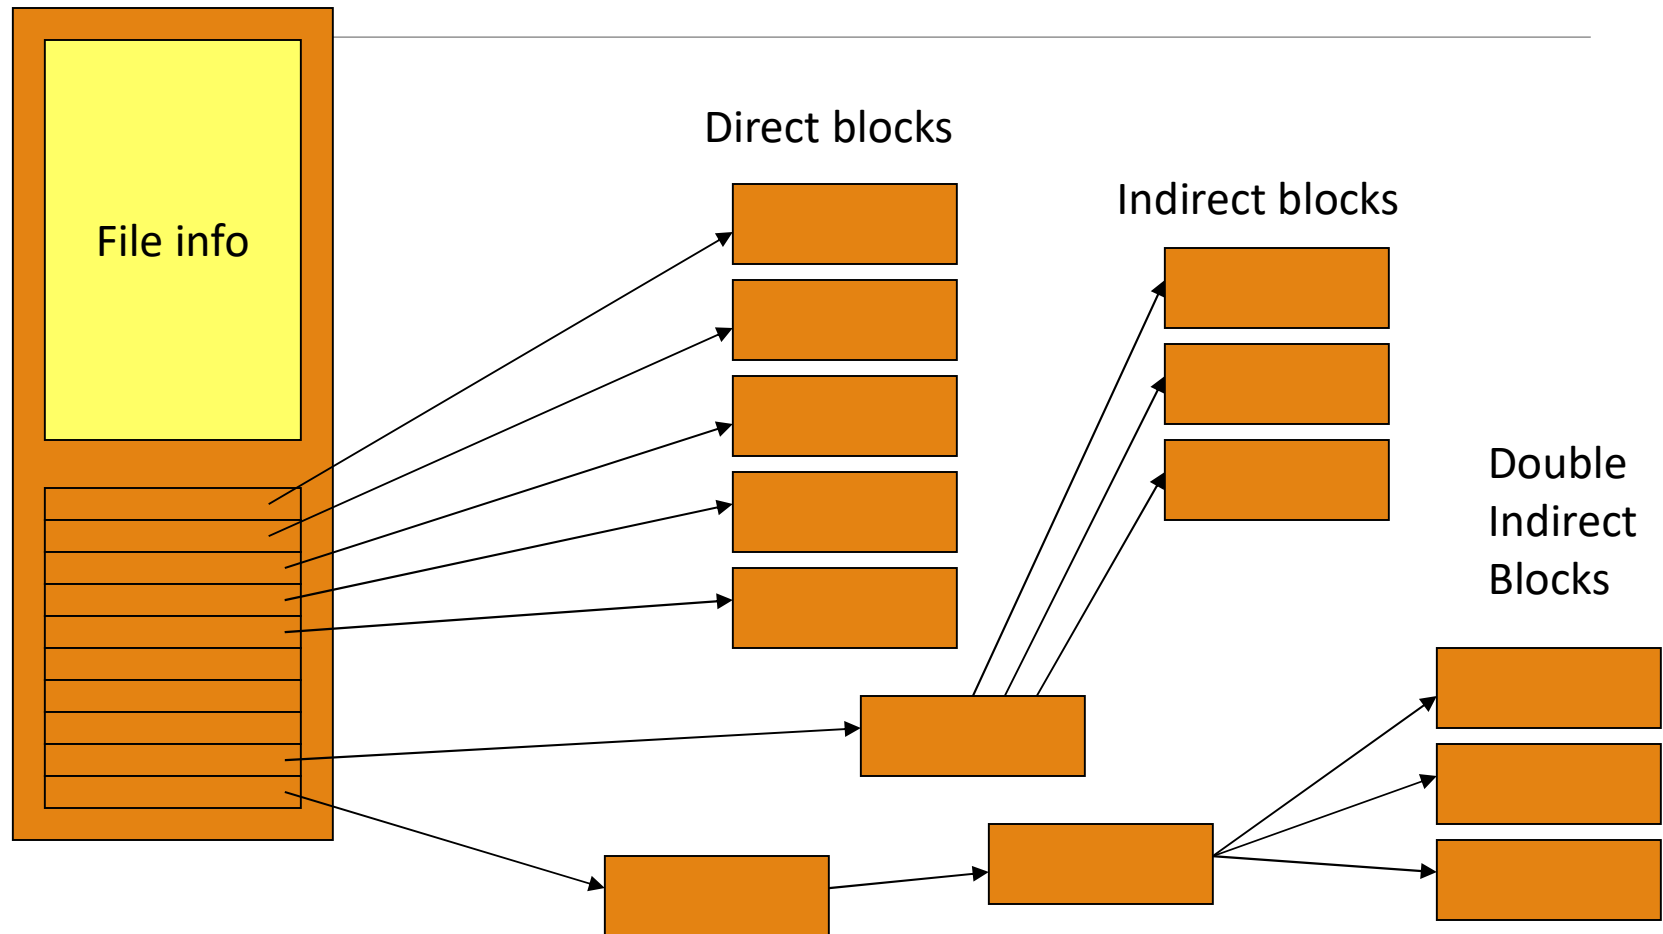 File info
Direct blocks
Indirect blocks
Double
Indirect
Blocks